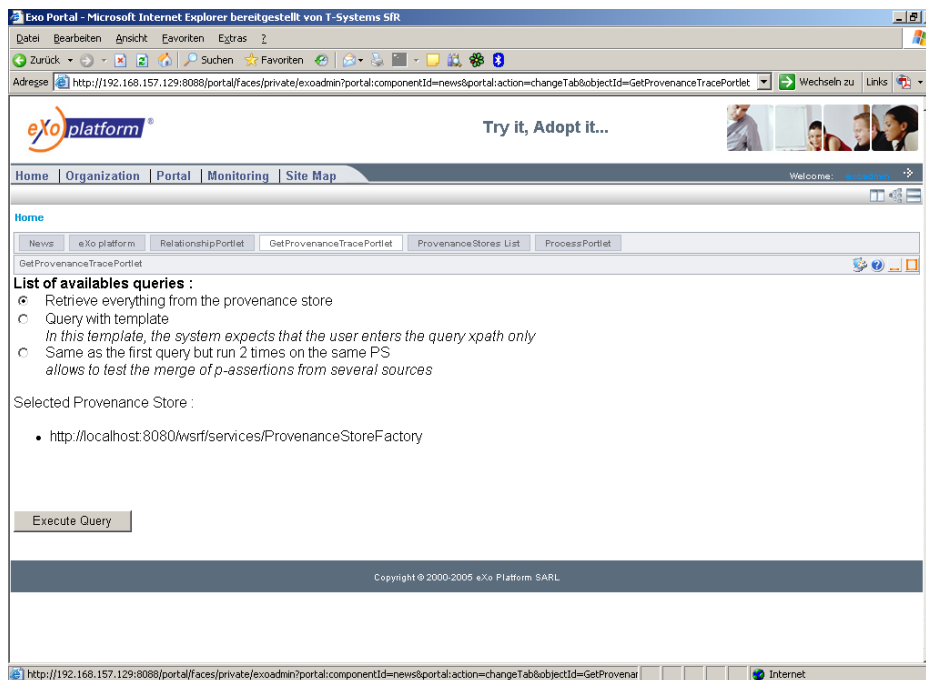 Exo Portal - Microsoft Internet Explorer bereitgestellt von T-Systems SfR
Datei Bearbeiten Ansicht Favoriten Extras ?
Zurück Suchen Favoriten
Adresse http://192.168.157.129:8088/portal/faces/private/exoadmin?portal:componentId=news&portal:action=changeTab&objectId=GetProvenanceTracePortlet Wechseln zu Links
eXo platform ®
Try it, Adopt it...
Home | Organization | Portal | Monitoring | Site Map
Welcome: exoadmin
Home
News eXo platform RelationshipPortlet GetProvenanceTracePortlet ProvenanceStores List ProcessPortlet
GetProvenanceTracePortlet
List of availables queries :
Retrieve everything from the provenance store
Query with template
In this template, the system expects that the user enters the query xpath only
Same as the first query but run 2 times on the same PS
allows to test the merge of p-assertions from several sources
Selected Provenance Store :
• http://localhost:8080/wsrf/services/ProvenanceStoreFactory
Execute Query
Copyright © 2000-2005 eXo Platform SARL
http://192.168.157.129:8088/portal/faces/private/exoadmin?portal:componentId=news&portal:action=changeTab&objectId=GetProvenar Internet